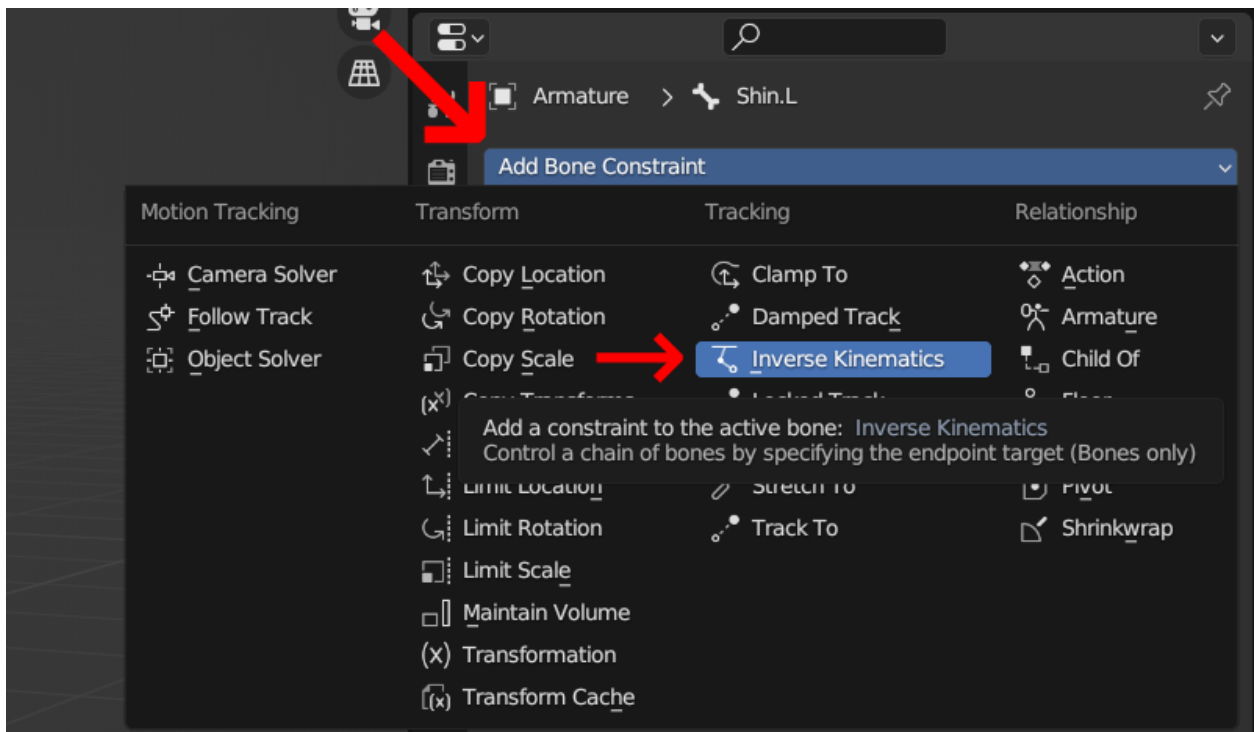 Armature > Shin.L
Add Bone Constraint
Motion Tracking
Camera Solver
Follow Track
Object Solver
Transform
Copy Location
Copy Rotation
Copy Scale
Limit Location
Limit Rotation
Limit Scale
Maintain Volume
Transformation
Transform Cache
Tracking
Clamp To
Damped Track
Inverse Kinematics
Stretch To
Track To
Relationship
Action
Armature
Child Of
Floor
Pivot
Shrinkwrap
Add a constraint to the active bone: Inverse Kinematics
Control a chain of bones by specifying the endpoint target (Bones only)